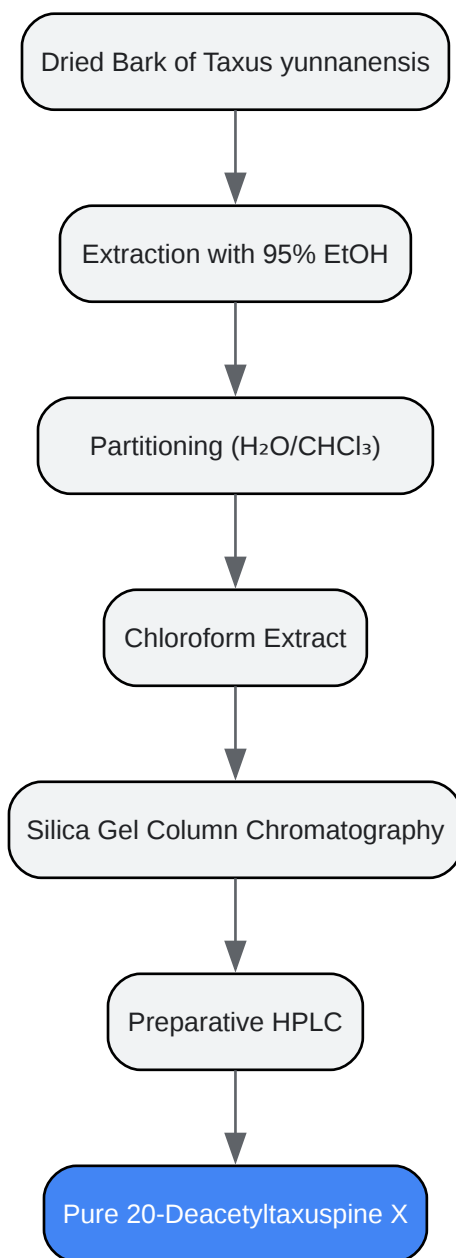 Dried Bark of Taxus yunnanensis
Extraction with 95% EtOH
Partitioning (H₂O/CHCl₃)
Chloroform Extract
Silica Gel Column Chromatography
Preparative HPLC
Pure 20-Deacetyltaxuspine X